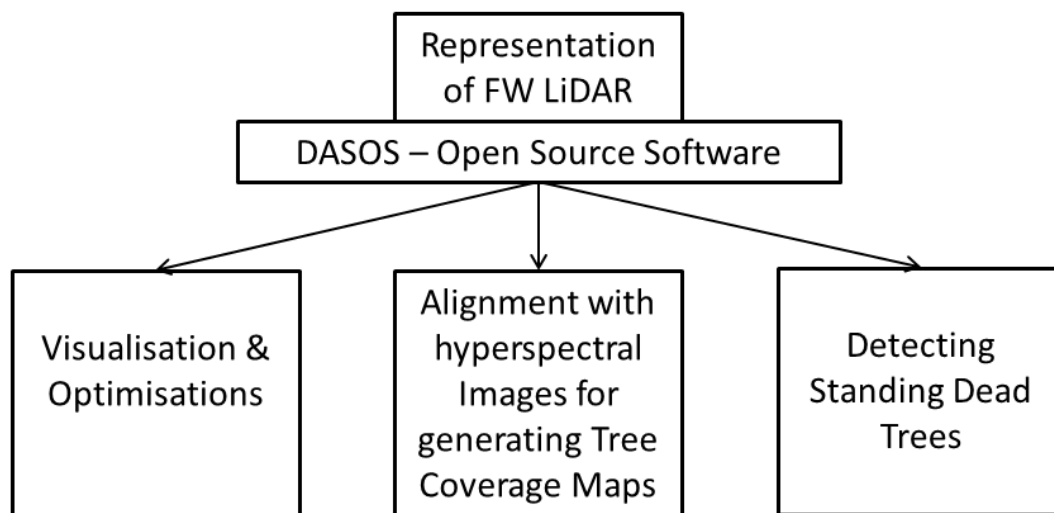 Representation
of FW LiDAR
DASOS – Open Source Software
Visualisation &
Optimisations
Alignment with
hyperspectral
Images for
generating Tree
Coverage Maps
Detecting
Standing Dead
Trees